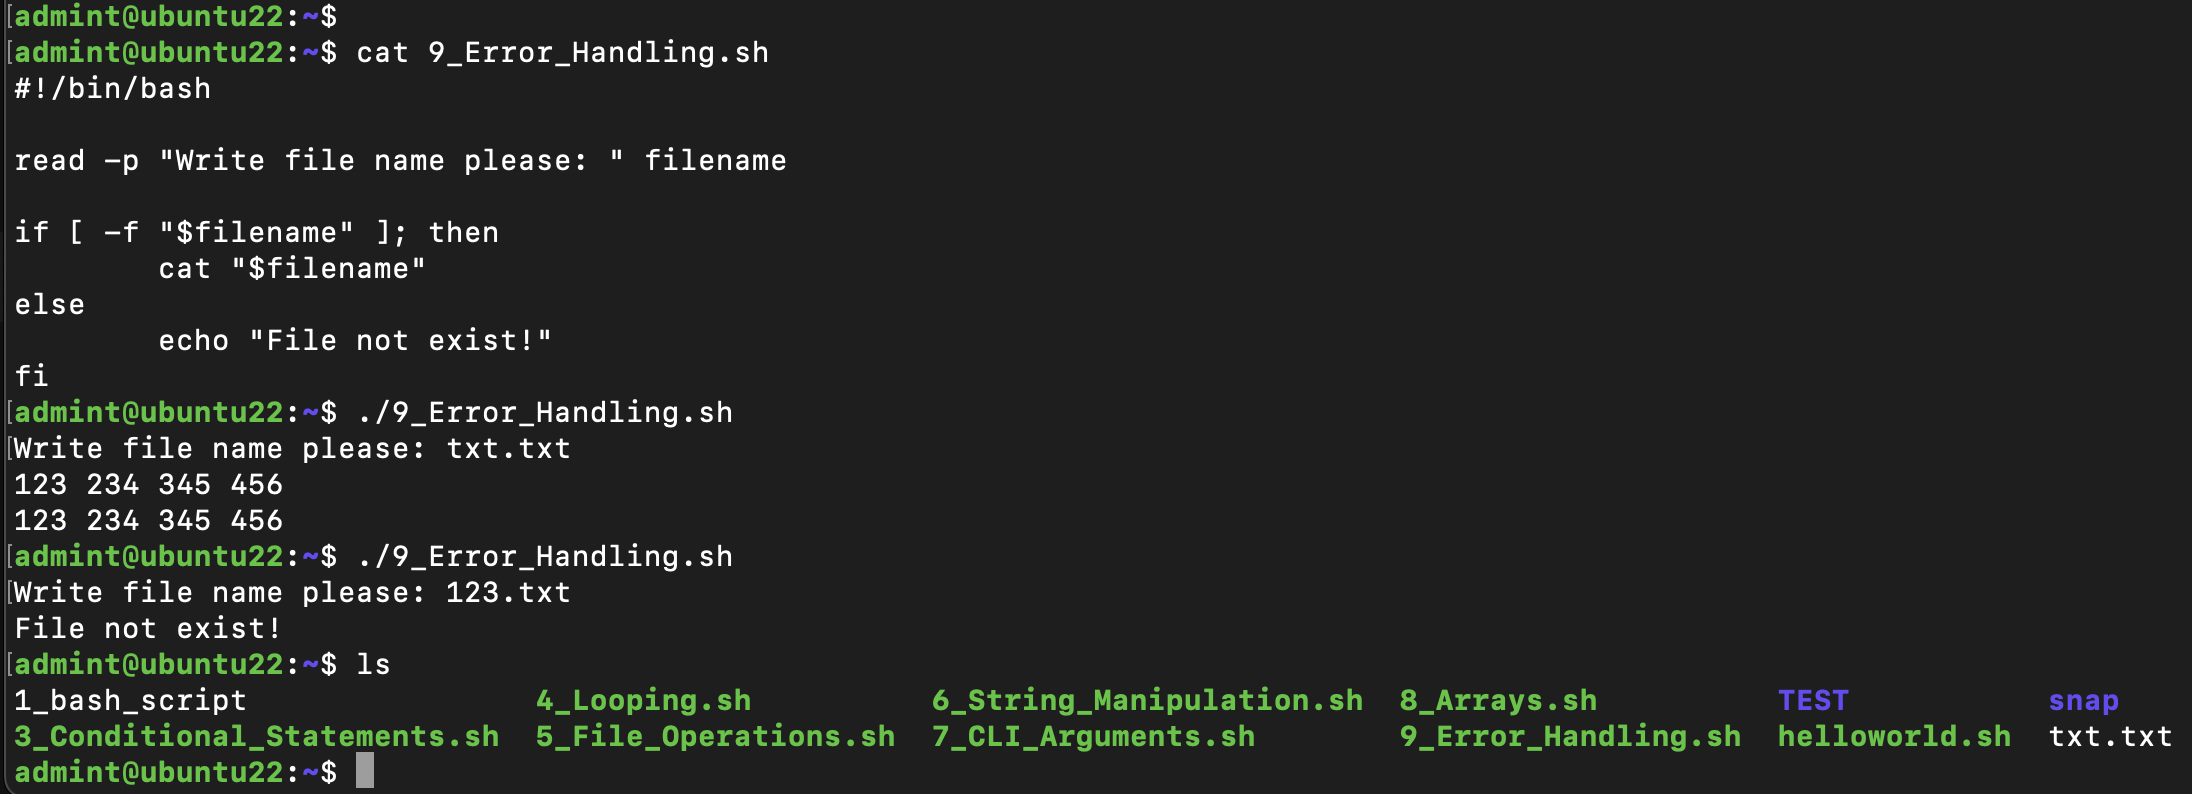 [admint@ubuntu22:~$
[admint@ubuntu22:~$ cat 9_Error_Handling.sh
#!/bin/bash
read -p "Write file name please: " filename
if [ -f "$filename" ]; then
        cat "$filename"
else
        echo "File not exist!"
fi
[admint@ubuntu22:~$ ./9_Error_Handling.sh
[Write file name please: txt.txt
123 234 345 456
123 234 345 456
[admint@ubuntu22:~$ ./9_Error_Handling.sh
[Write file name please: 123.txt
File not exist!
[admint@ubuntu22:~$ ls
1_bash_script                4_Looping.sh          6_String_Manipulation.sh  8_Arrays.sh          TEST           snap
3_Conditional_Statements.sh  5_File_Operations.sh  7_CLI_Arguments.sh        9_Error_Handling.sh  helloworld.sh  txt.txt
admint@ubuntu22:~$